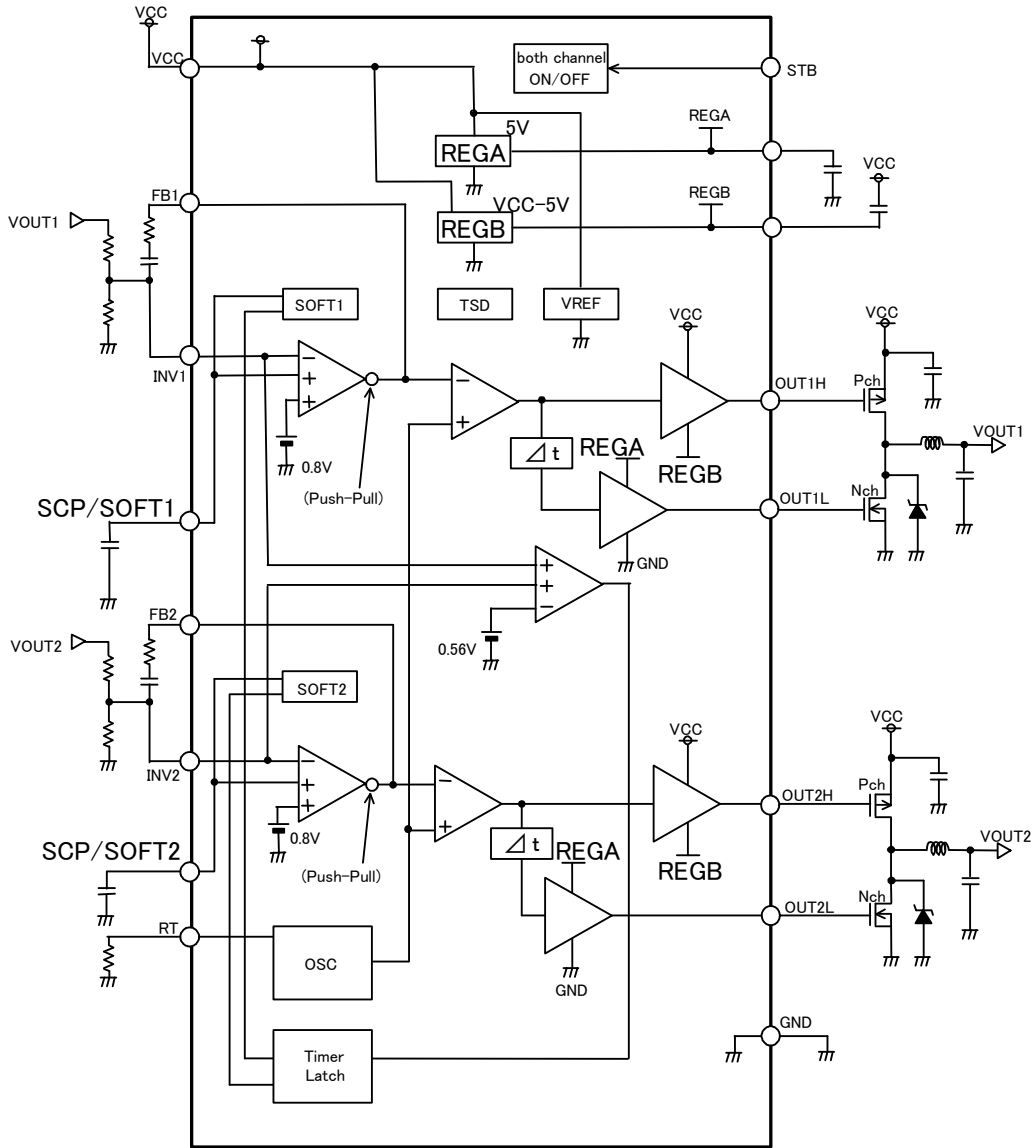 VCC
VCC
both channel
ON/OFF
STB
5V
REGA
REGA
VCC
FB1
VCC-5V
REGB
REGB
VOUT1
SOFT1
TSD
VREF
VCC
VCC
INV1
−
+
+
−
+
OUT1H
Pch
VOUT1
0.8V
⊿t
REGA
REGB
(Push-Pull)
SCP/SOFT1
OUT1L
Nch
GND
+
+
−
FB2
VOUT2
0.56V
SOFT2
VCC
VCC
INV2
−
+
+
−
+
OUT2H
Pch
0.8V
⊿t
REGA
REGB
VOUT2
SCP/SOFT2
(Push-Pull)
OUT2L
Nch
RT
OSC
GND
GND
Timer
Latch